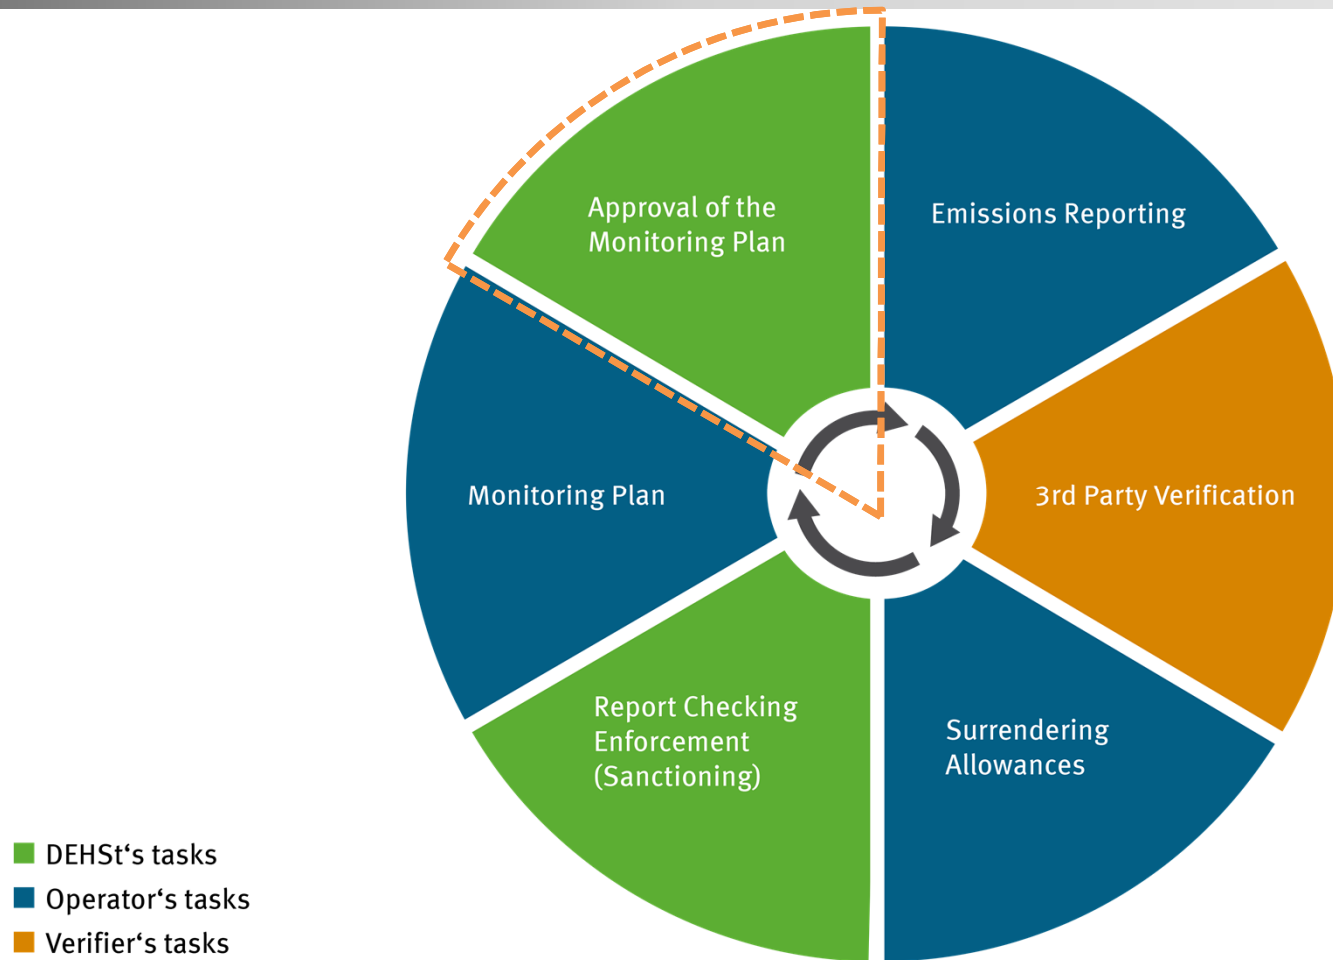 Approval of the
Monitoring Plan
Emissions Reporting
Monitoring Plan
3rd Party Verification
Report Checking
Enforcement
(Sanctioning)
Surrendering
Allowances
DEHSt‘s tasks
Operator‘s tasks
Verifier‘s tasks